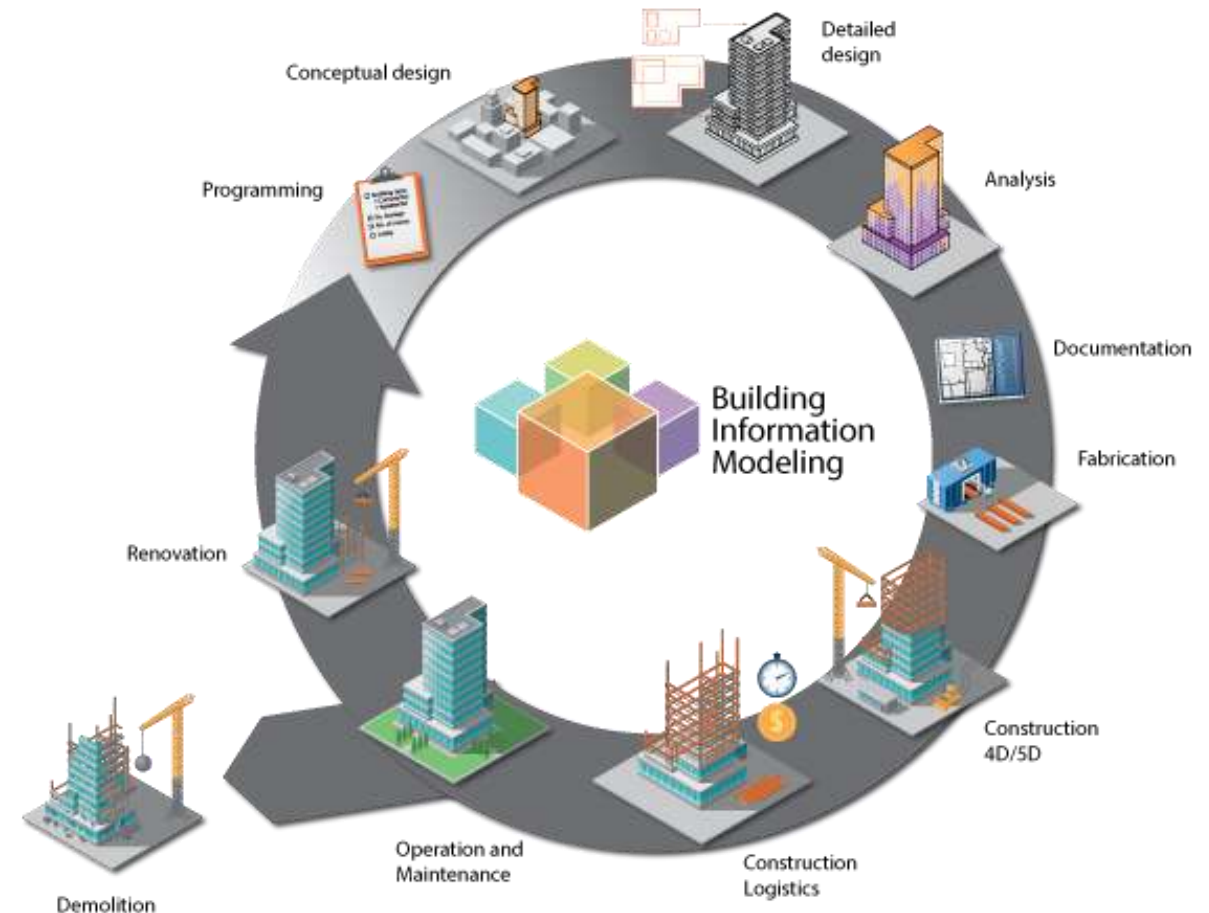 Detailed
design
Conceptual design
Programming
Analysis
Documentation
Building
Information
Modeling
Fabrication
Renovation
Construction
4D/5D
Operation and
Maintenance
Construction
Logistics
Demolition
$